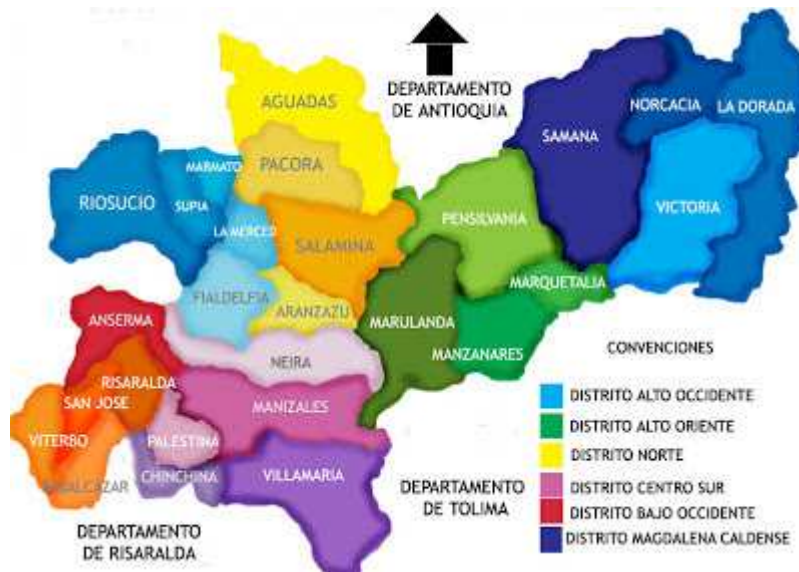 DEPARTAMENTO
DE ANTIOQUIA
AGUADAS
NORCACIA
LA DORADA
SAMANA
MARMATO
PACORA
RIOSUCIO
SUPIA
PENSILVANIA
VICTORIA
LA MERCED
SALAMINA
MARQUETALIA
FIALDELFIA
ARANZAZU
ANSERMA
MARULANDA
MANZANARES
CONVENCIONES
NEIRA
RISARALDA
SAN JOSE
MANIZALES
VITERBO
PALESTINA
CHINCHINA
VILLAMARIA
DISTRITO ALTO OCCIDENTE
DISTRITO ALTO ORIENTE
DISTRITO NORTE
DISTRITO CENTRO SUR
DISTRITO BAJO OCCIDENTE
DISTRITO MAGDALENA CALDENSE
DEPARTAMENTO
DE TOLIMA
DEPARTAMENTO
DE RISARALDA